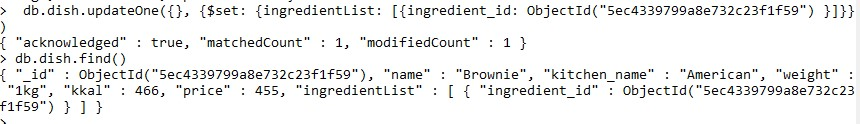 >  db.dish.updateOne({}, {$set: {ingredientList: [{ingredient_id: ObjectId("5ec4339799a8e732c23f1f59") }]}}
)
{ "acknowledged" : true, "matchedCount" : 1, "modifiedCount" : 1 }
> db.dish.find()
{ "_id" : ObjectId("5ec4339799a8e732c23f1f59"), "name" : "Brownie", "kitchen_name" : "American", "weight" :
"1kg", "kkal" : 466, "price" : 455, "ingredientList" : [ { "ingredient_id" : ObjectId("5ec4339799a8e732c23
f1f59") } ] }
>